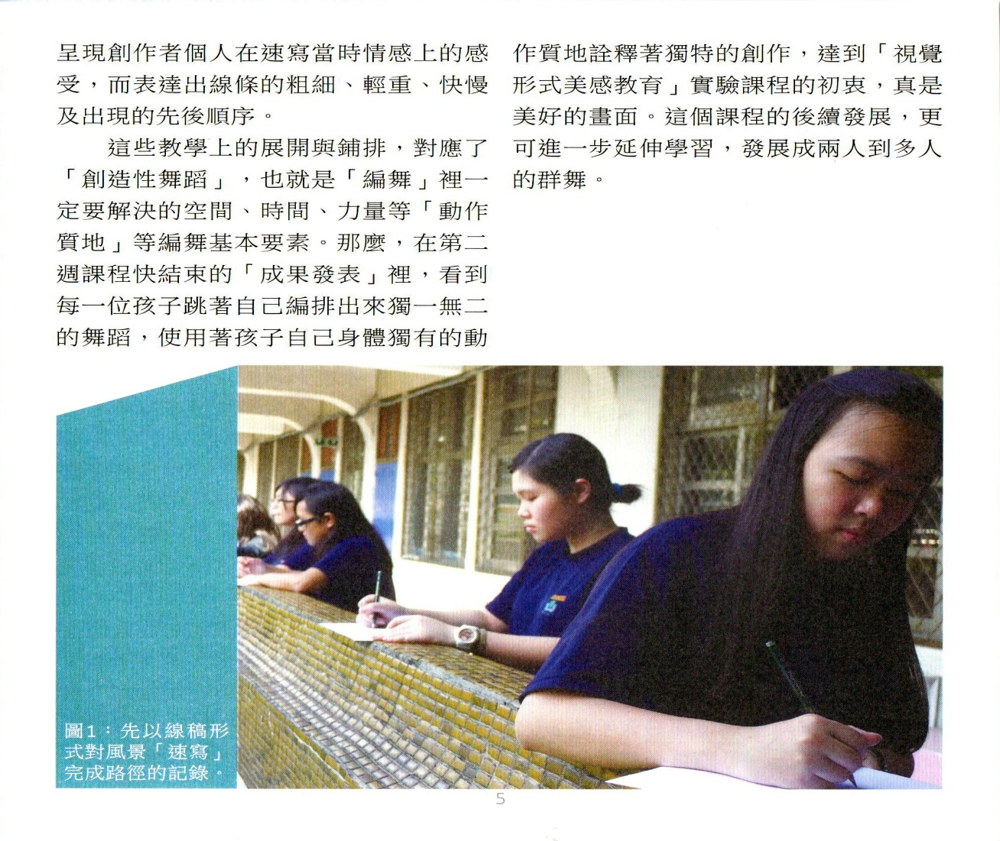 呈現創作者個人在速寫當時情感上的感
受，而表達出線條的粗細、輕重、快慢
及出現的先後順序。
這些教學上的展開與鋪排，對應了
「創造性舞蹈」，也就是「編舞」裡一
定要解決的空間、時間、力量等「動作
質地」等編舞基本要素。那麼，在第二
週課程快結束的「成果發表」裡，看到
每一位孩子跳著自己編排出來獨一無二
的舞蹈，使用著孩子自己身體獨有的動
作質地詮釋著獨特的創作，達到「視覺
形式美感教育」實驗課程的初衷，真是
美好的畫面。這個課程的後續發展，更
可進一步延伸學習，發展成兩人到多人
的群舞。
圖1：先以線稿形
式對風景「速寫」
完成路徑的記錄。
5